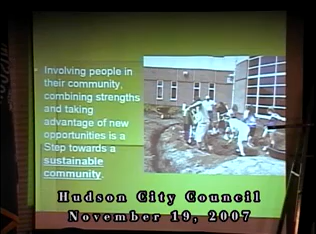 Involving people in
their community,
combining strengths
and taking
advantage of new
opportunities is a
Step towards a
sustainable
community.
Hudson City Council
November 19, 2007